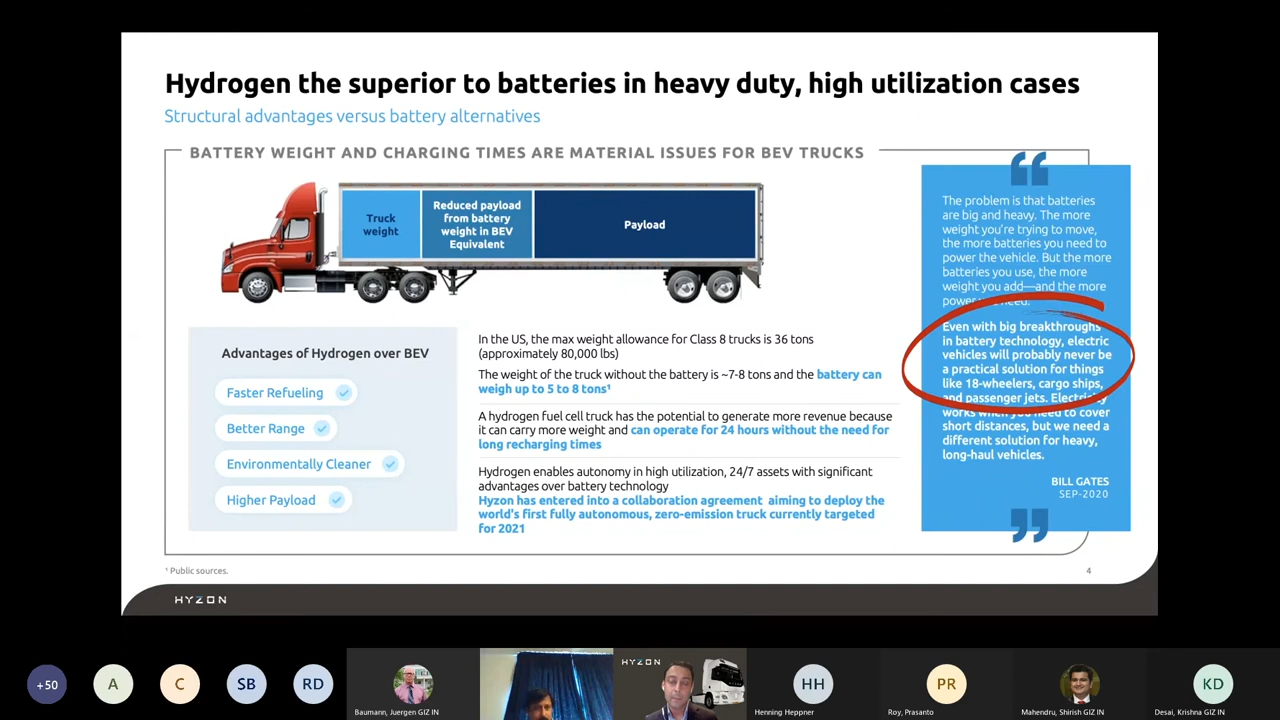 Hydrogen the superior to batteries in heavy duty, high utilization cases
Structural advantages versus battery alternatives
BATTERY WEIGHT AND CHARGING TIMES ARE MATERIAL ISSUES FOR BEV TRUCKS
Truck
weight
Reduced payload
from battery
weight in BEV
Equivalent
Payload
Advantages of Hydrogen over BEV
Faster Refueling
Better Range
Environmentally Cleaner
Higher Payload
In the US, the max weight allowance for Class 8 trucks is 36 tons
(approximately 80,000 lbs)
The weight of the truck without the battery is ~7-8 tons and the battery can
weigh up to 5 to 8 tons¹
A hydrogen fuel cell truck has the potential to generate more revenue because
it can carry more weight and can operate for 24 hours without the need for
long recharging times
Hydrogen enables autonomy in high utilization, 24/7 assets with significant
advantages over battery technology
Hyzon has entered into a collaboration agreement aiming to deploy the
world's first fully autonomous, zero-emission truck currently targeted
for 2021
“
The problem is that batteries
are big and heavy. The more
weight you're trying to move,
the more batteries you need to
power the vehicle. But the more
batteries you use, the more
weight you add—and the more
power you need.
Even with big breakthroughs
in battery technology, electric
vehicles will probably never be
a practical solution for things
like 18-wheelers, cargo ships,
and passenger jets. Electricity
works when you need to cover
short distances, but we need a
different solution for heavy,
long-haul vehicles.
BILL GATES
SEP-2020
”
¹ Public sources.
4
HYZON
+50
A
C
SB
RD
Baumann, Juergen GIZ IN
HYZON
HH
Henning Heppner
PR
Roy, Prasanto
Mahendru, Shirish GIZ IN
KD
Desai, Krishna GIZ IN